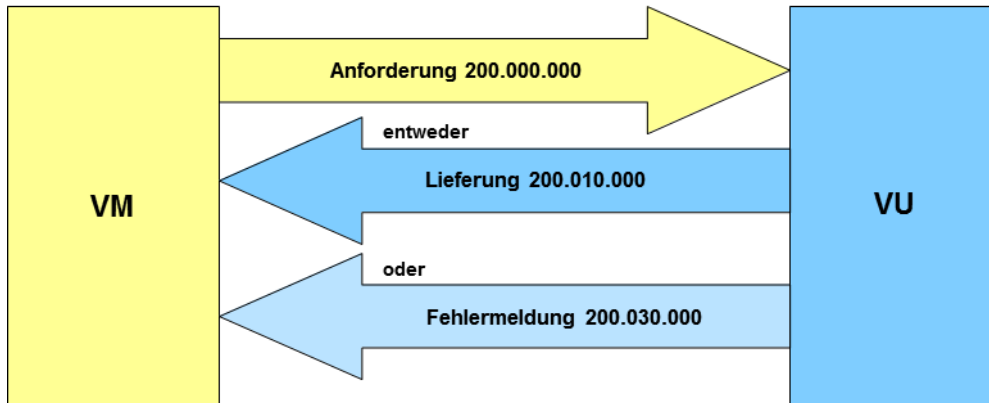 Anforderung 200.000.000
entweder
Lieferung 200.010.000
VM
VU
oder
Fehlermeldung 200.030.000